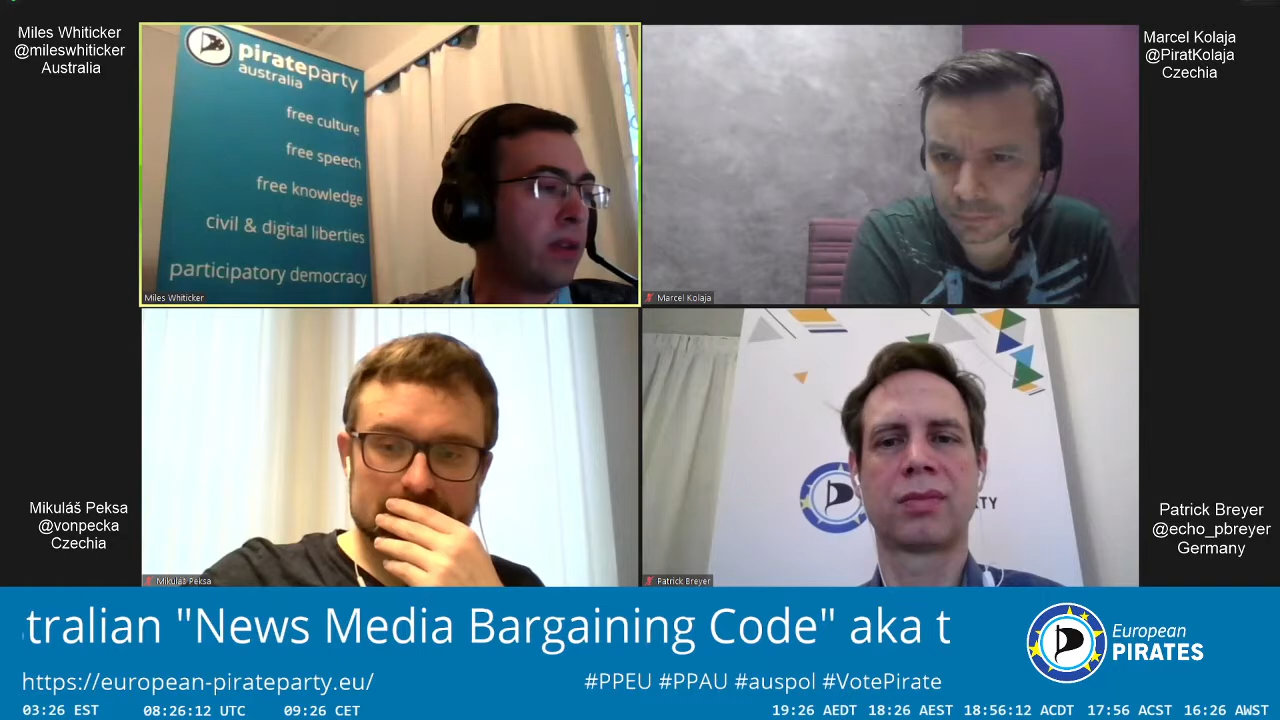 Miles Whiticker
@mileswhiticker
Australia
pirateparty
australia
free culture
free speech
free knowledge
civil & digital liberties
participatory democracy
Miles Whiticker
Marcel Kolaja
@PiratKolaja
Czechia
Marcel Kolaja
Mikuláš Peksa
@vonpecka
Czechia
Mikuláš Peksa
TY
Patrick Breyer
Patrick Breyer
@echo_pbreyer
Germany
tralian "News Media Bargaining Code" aka t
European
PIRATES
https://european-pirateparty.eu/
#PPEU #PPAU #auspol #VotePirate
03:26 EST 08:26:12 UTC 09:26 CET
19:26 AEDT 18:26 AEST 18:56:12 ACDT 17:56 ACST 16:26 AWST